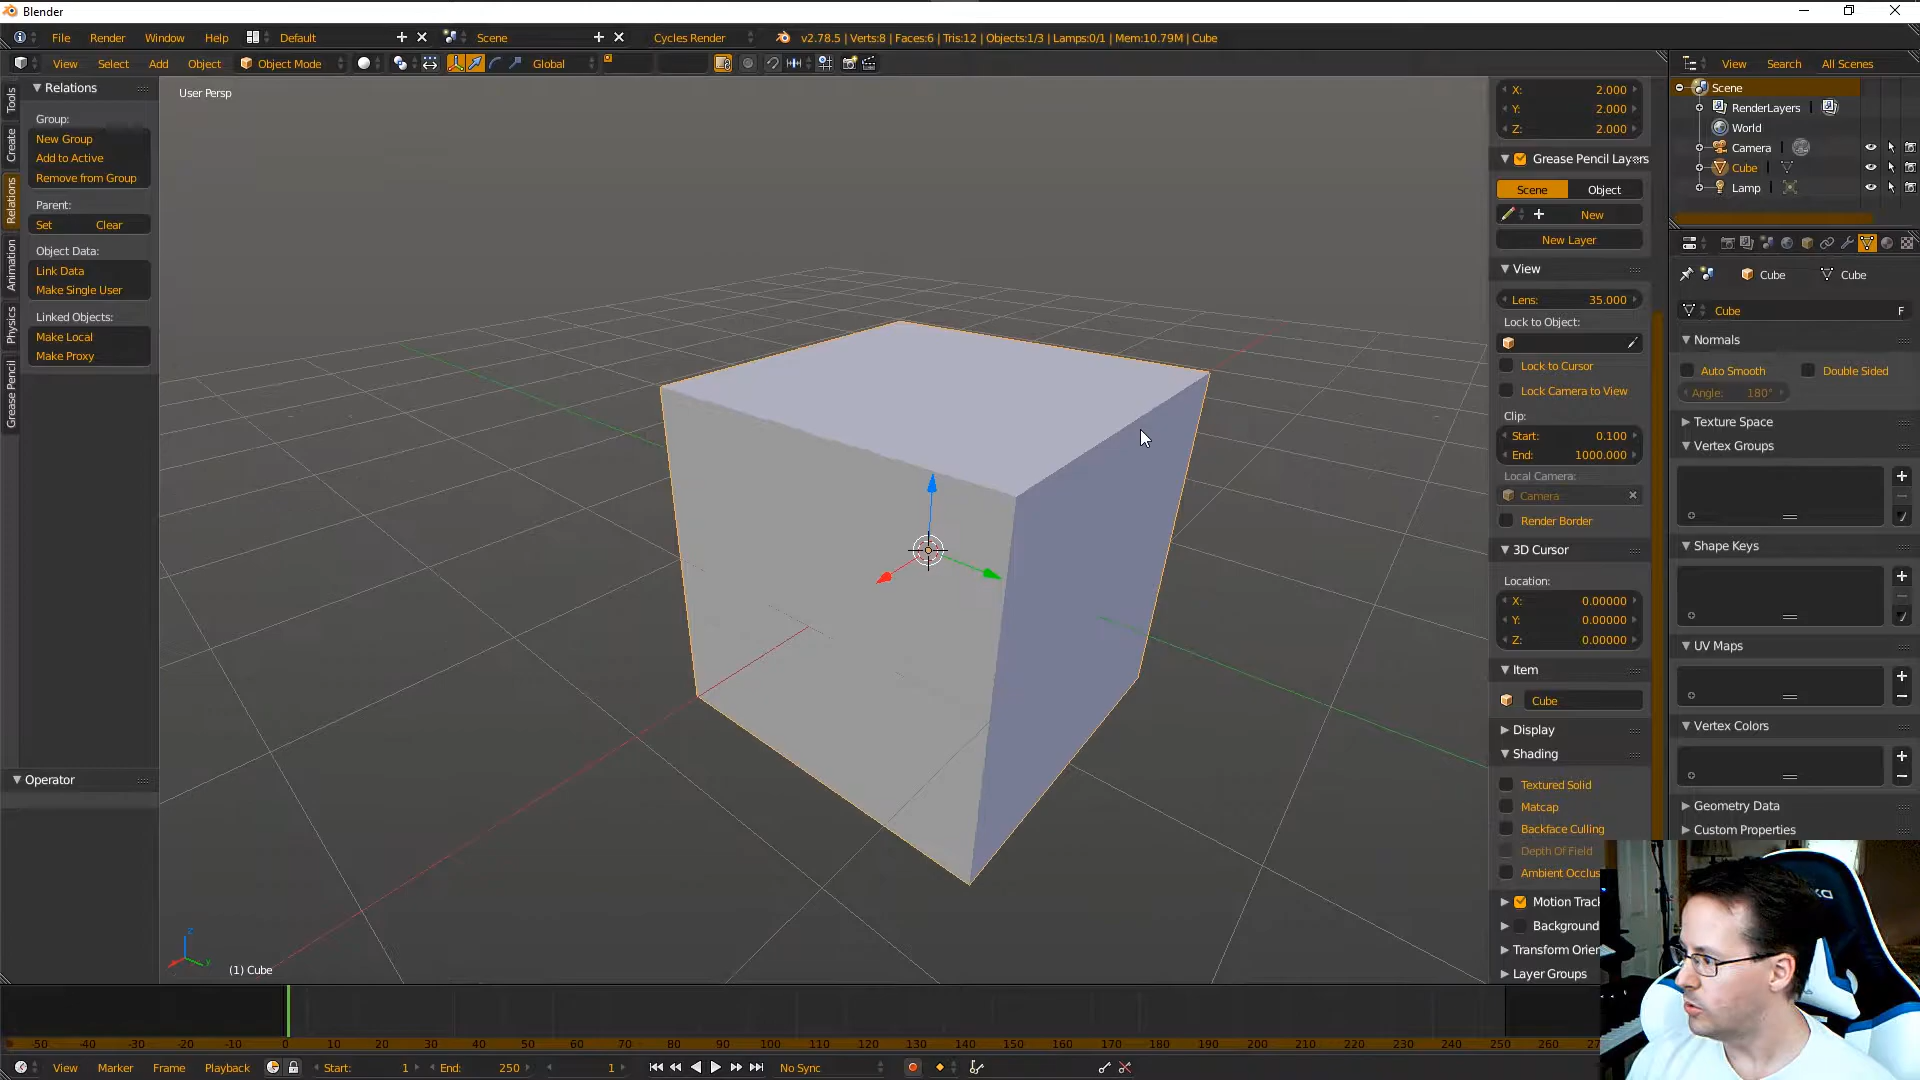 Blender
File Render Window Help Default Scene Cycles Render v2.78.5 | Verts:8 | Faces:6 | Tris:12 | Objects:1/3 | Lamps:0/1 | Mem:10.79M | Cube
View Select Add Object Object Mode Global
View Search All Scenes
Tools
Create
Relations
Animation
Physics
Grease Pencil
Relations
Group:
New Group
Add to Active
Remove from Group
Parent:
Set Clear
Object Data:
Link Data
Make Single User
Linked Objects:
Make Local
Make Proxy
Operator
User Persp
(1) Cube
X: 2.000
Y: 2.000
Z: 2.000
Grease Pencil Layers
Scene Object
New
New Layer
View
Lens: 35.000
Lock to Object:
Lock to Cursor
Lock Camera to View
Clip:
Start: 0.100
End: 1000.000
Local Camera:
Camera
Render Border
3D Cursor
Location:
X: 0.00000
Y: 0.00000
Z: 0.00000
Item
Cube
Display
Shading
Textured Solid
Matcap
Backface Culling
Depth Of Field
Ambient Occlus
Motion Track
Background
Transform Orien
Layer Groups
Scene
RenderLayers
World
Camera
Cube
Lamp
Cube Cube
Cube F
Normals
Auto Smooth Double Sided
Angle: 180°
Texture Space
Vertex Groups
Shape Keys
UV Maps
Vertex Colors
Geometry Data
Custom Properties
-50 -40 -30 -20 -10 0 10 20 30 40 50 60 70 80 90 100 110 120 130 140 150 160 170 180 190 200 210 220 230 240 250 260
View Marker Frame Playback Start: 1 End: 250 1 No Sync